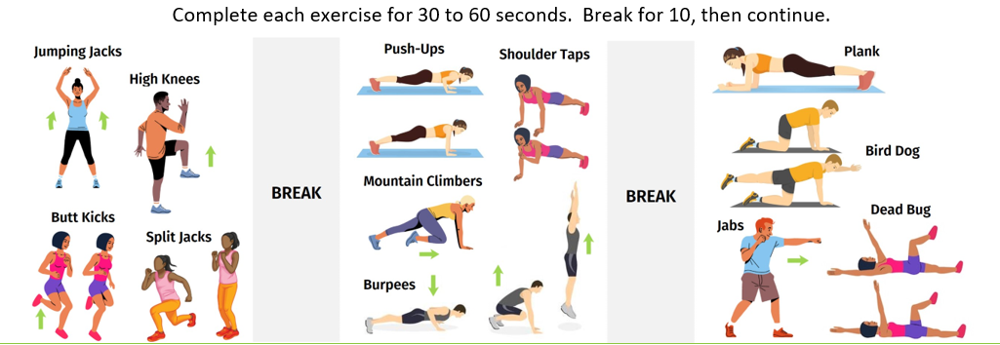 Complete each exercise for 30 to 60 seconds.  Break for 10, then continue.
Jumping Jacks
High Knees
Butt Kicks
Split Jacks
BREAK
Push-Ups
Shoulder Taps
Mountain Climbers
Burpees
BREAK
Plank
Bird Dog
Jabs
Dead Bug